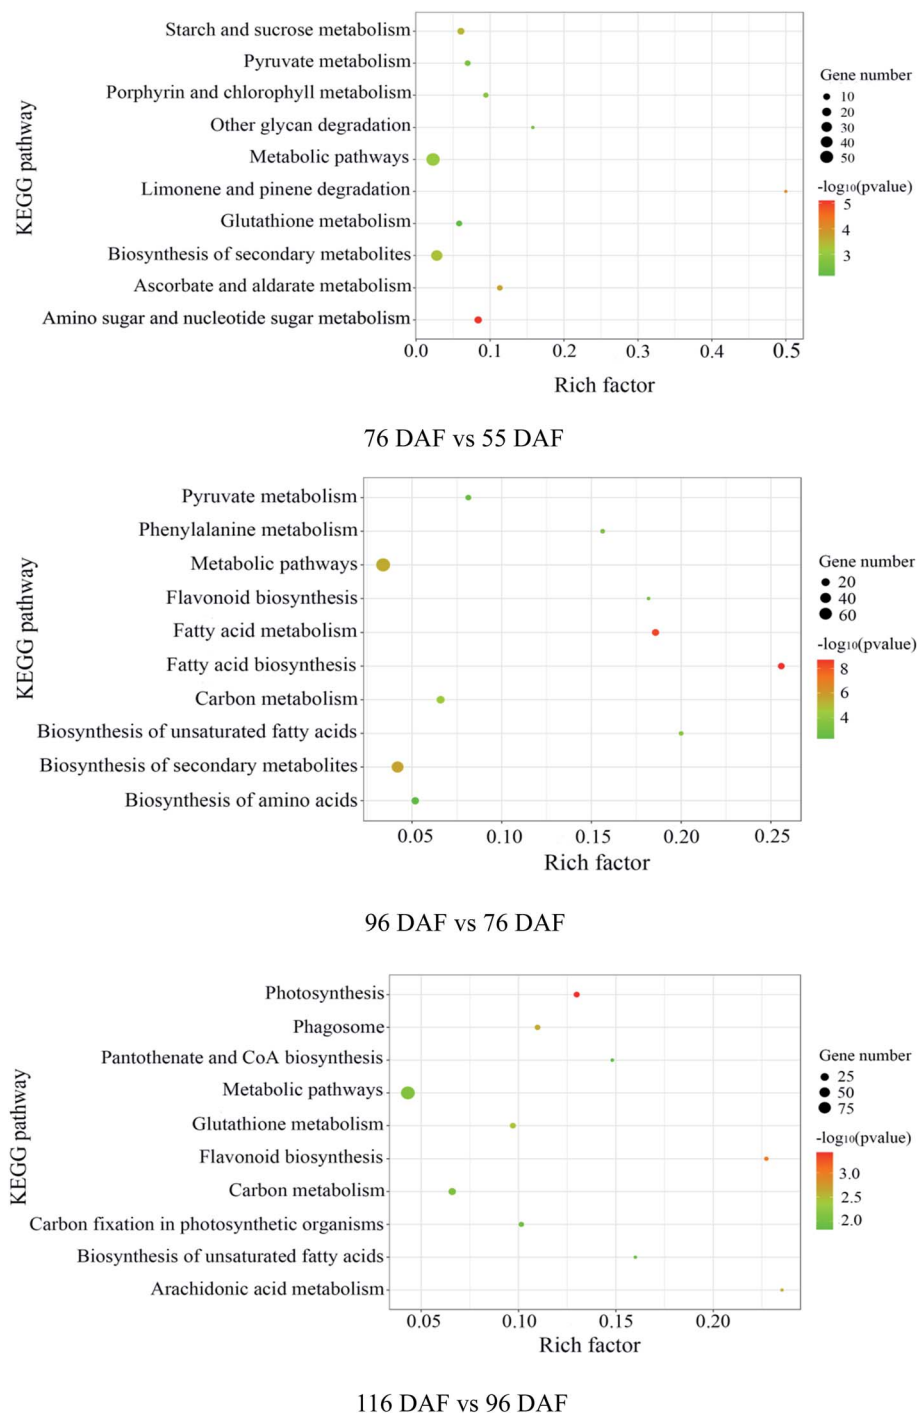 Starch and sucrose metabolism
Pyruvate metabolism
Porphyrin and chlorophyll metabolism
Other glycan degradation
Metabolic pathways
Limonene and pinene degradation
Glutathione metabolism
Biosynthesis of secondary metabolites
Ascorbate and aldarate metabolism
Amino sugar and nucleotide sugar metabolism
KEGG pathway
0.0 0.1 0.2 0.3 0.4 0.5
Rich factor
Gene number
10
20
30
40
50
-log10(pvalue)
5
4
3
76 DAF vs 55 DAF
Pyruvate metabolism
Phenylalanine metabolism
Metabolic pathways
Flavonoid biosynthesis
Fatty acid metabolism
Fatty acid biosynthesis
Carbon metabolism
Biosynthesis of unsaturated fatty acids
Biosynthesis of secondary metabolites
Biosynthesis of amino acids
KEGG pathway
0.05 0.10 0.15 0.20 0.25
Rich factor
Gene number
20
40
60
-log10(pvalue)
8
6
4
96 DAF vs 76 DAF
Photosynthesis
Phagosome
Pantothenate and CoA biosynthesis
Metabolic pathways
Glutathione metabolism
Flavonoid biosynthesis
Carbon metabolism
Carbon fixation in photosynthetic organisms
Biosynthesis of unsaturated fatty acids
Arachidonic acid metabolism
KEGG pathway
0.05 0.10 0.15 0.20
Rich factor
Gene number
25
50
75
-log10(pvalue)
3.0
2.5
2.0
116 DAF vs 96 DAF